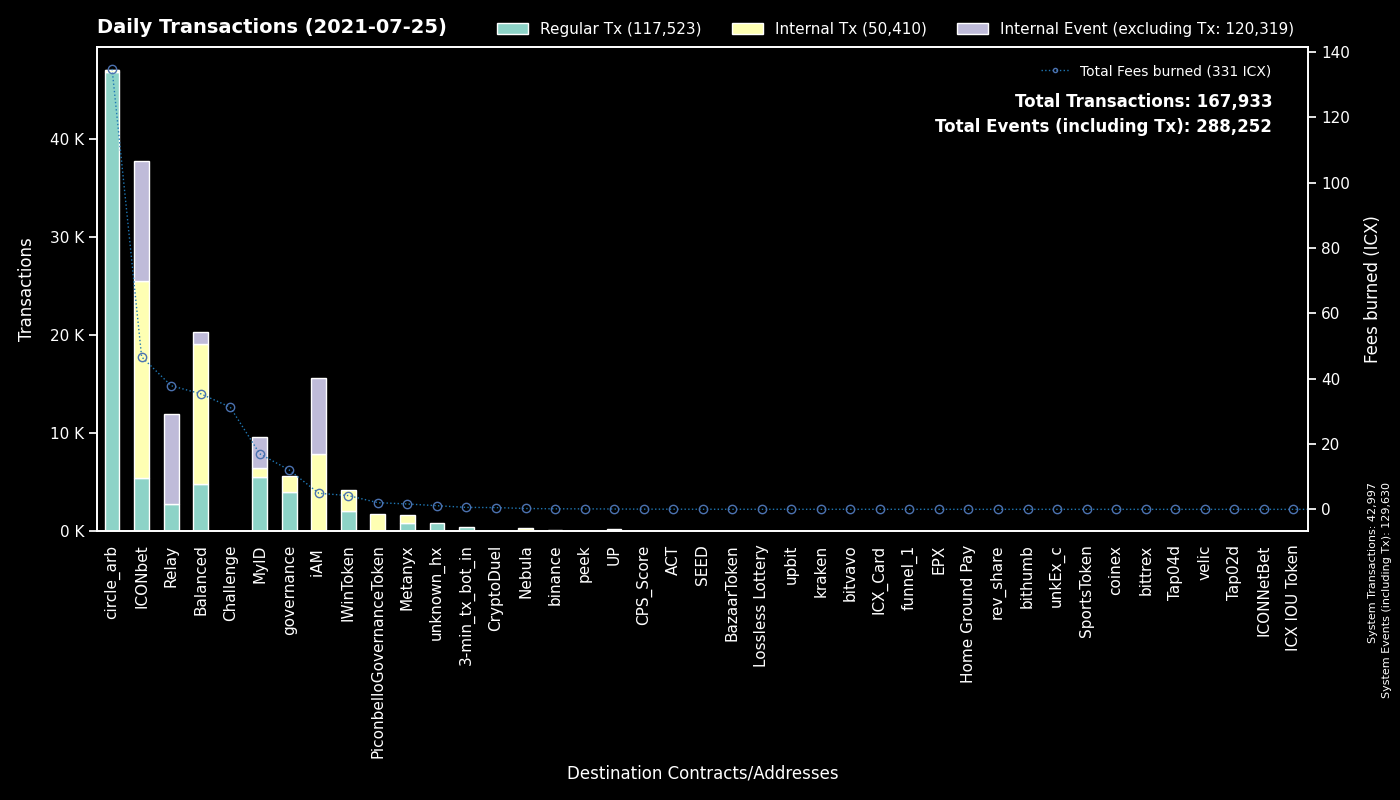 Daily Transactions (2021-07-25)
Regular Tx (117,523)
Internal Tx (50,410)
Internal Event (excluding Tx: 120,319)
Total Fees burned (331 ICX)
Total Transactions: 167,933
Total Events (including Tx): 288,252
Transactions
40 K
30 K
20 K
10 K
0 K
140
120
100
80
60
40
20
0
Fees burned (ICX)
circle_arb
ICONbet
Relay
Balanced
Challenge
MyID
governance
iAM
IWinToken
PiconbelloGovernanceToken
Metanyx
unknown_hx
3-min_tx_bot_in
CryptoDuel
Nebula
binance
peek
UP
CPS_Score
ACT
SEED
BazaarToken
Lossless Lottery
upbit
kraken
bitvavo
ICX_Card
funnel_1
EPX
Home Ground Pay
rev_share
bithumb
unkEx_c
SportsToken
coinex
bittrex
Tap04d
velic
Tap02d
ICONNetBet
ICX IOU Token
Destination Contracts/Addresses
System Transactions: 42,997
System Events (including Tx): 129,630